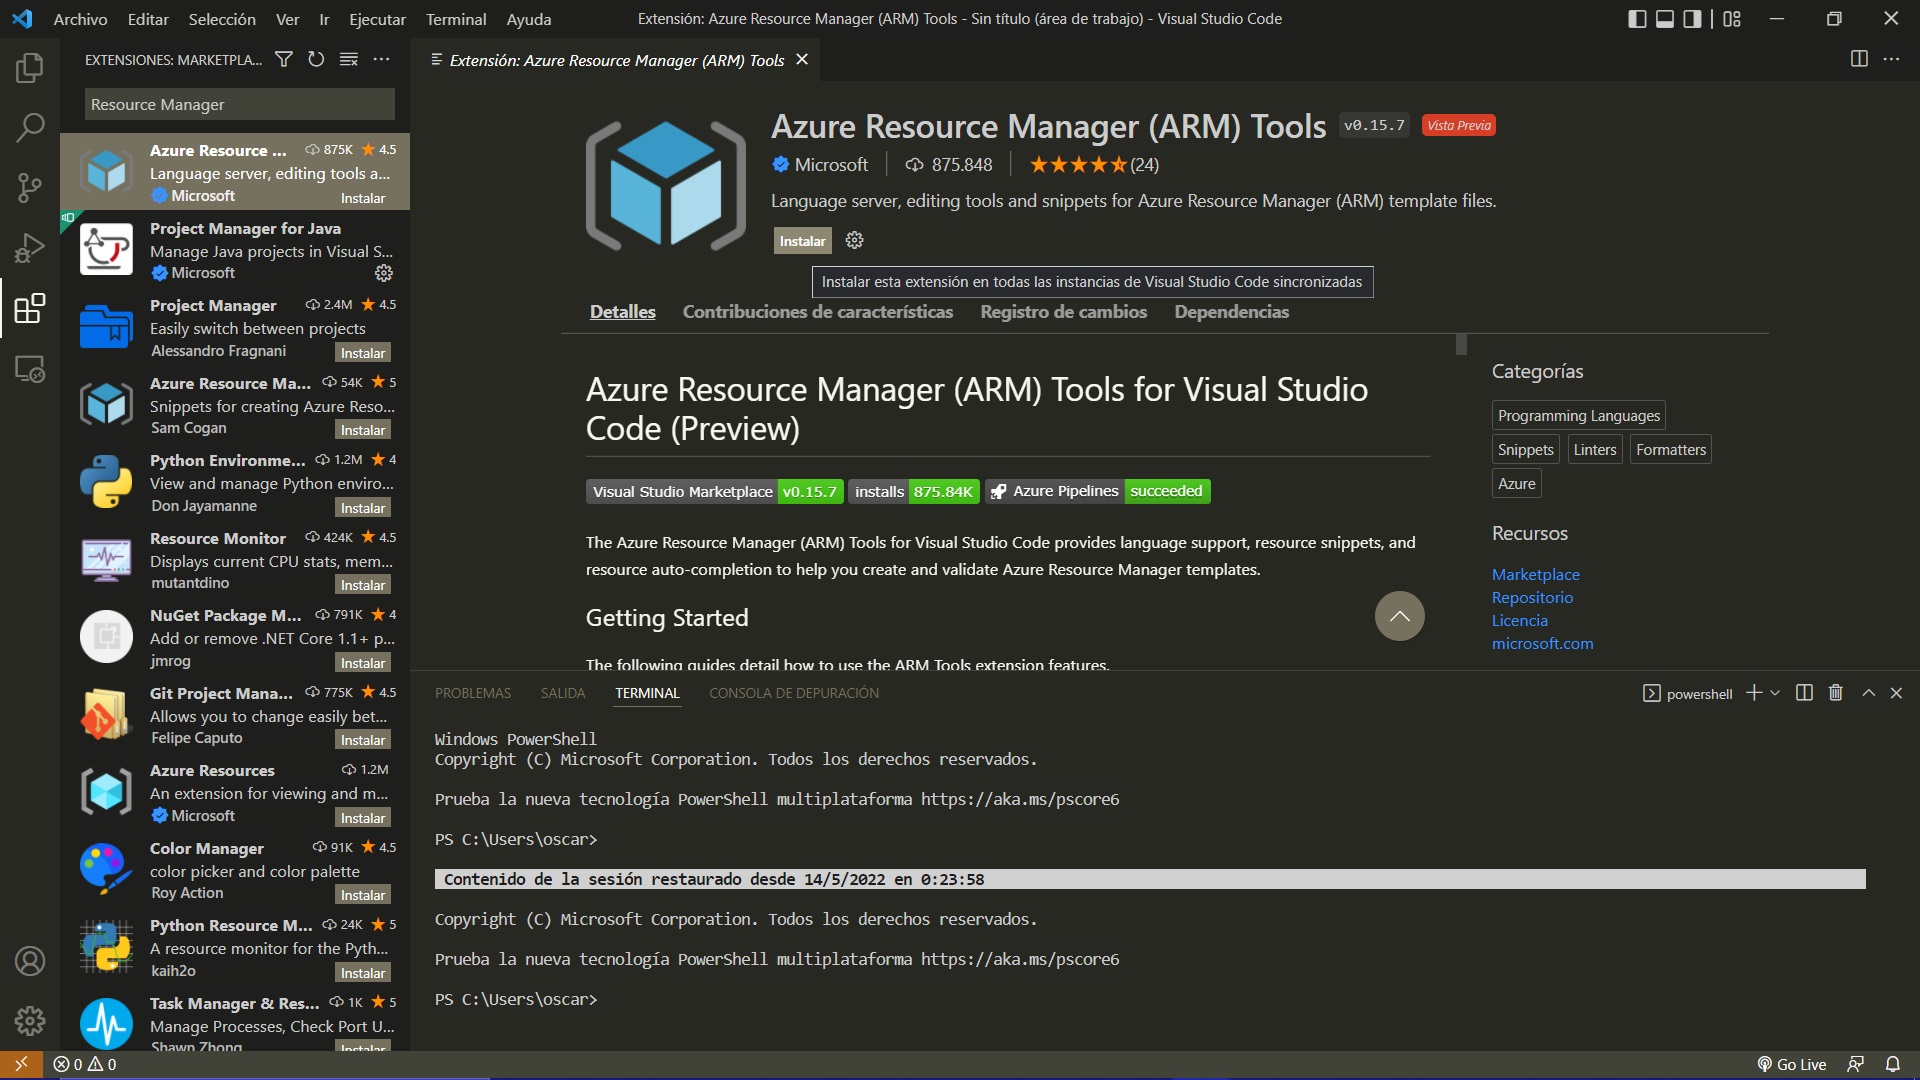 Archivo Editar Selección Ver Ir Ejecutar Terminal Ayuda
Extensión: Azure Resource Manager (ARM) Tools - Sin título (área de trabajo) - Visual Studio Code
EXTENSIONES: MARKETPLA...
Resource Manager
Azure Resource ... 875K 4.5
Language server, editing tools a...
Microsoft Instalar
Project Manager for Java
Manage Java projects in Visual S...
Microsoft
Project Manager 2.4M 4.5
Easily switch between projects
Alessandro Fragnani Instalar
Azure Resource Ma... 54K 5
Snippets for creating Azure Reso...
Sam Cogan Instalar
Python Environme... 1.2M 4
View and manage Python enviro...
Don Jayamanne Instalar
Resource Monitor 424K 4.5
Displays current CPU stats, mem...
mutantdino Instalar
NuGet Package M... 791K 4
Add or remove .NET Core 1.1+ p...
jmrog Instalar
Git Project Mana... 775K 4.5
Allows you to change easily bet...
Felipe Caputo Instalar
Azure Resources 1.2M
An extension for viewing and m...
Microsoft Instalar
Color Manager 91K 4.5
color picker and color palette
Roy Action Instalar
Python Resource M... 24K 5
A resource monitor for the Pyth...
kaih2o Instalar
Task Manager & Res... 1K 5
Manage Processes, Check Port U...
Shawn Zhong Instalar
Extensión: Azure Resource Manager (ARM) Tools
Azure Resource Manager (ARM) Tools v0.15.7 Vista Previa
Microsoft 875.848 (24)
Language server, editing tools and snippets for Azure Resource Manager (ARM) template files.
Instalar
Instalar esta extensión en todas las instancias de Visual Studio Code sincronizadas
Detalles Contribuciones de características Registro de cambios Dependencias
Azure Resource Manager (ARM) Tools for Visual Studio
Code (Preview)
Visual Studio Marketplace v0.15.7 installs 875.84K Azure Pipelines succeeded
The Azure Resource Manager (ARM) Tools for Visual Studio Code provides language support, resource snippets, and
resource auto-completion to help you create and validate Azure Resource Manager templates.
Getting Started
The following guides detail how to use the ARM Tools extension features.
Categorías
Programming Languages
Snippets Linters Formatters
Azure
Recursos
Marketplace
Repositorio
Licencia
microsoft.com
PROBLEMAS SALIDA TERMINAL CONSOLA DE DEPURACIÓN
powershell
Windows PowerShell
Copyright (C) Microsoft Corporation. Todos los derechos reservados.
Prueba la nueva tecnología PowerShell multiplataforma https://aka.ms/pscore6
PS C:\Users\oscar>
Contenido de la sesión restaurado desde 14/5/2022 en 0:23:58
Copyright (C) Microsoft Corporation. Todos los derechos reservados.
Prueba la nueva tecnología PowerShell multiplataforma https://aka.ms/pscore6
PS C:\Users\oscar>
0 0
Go Live